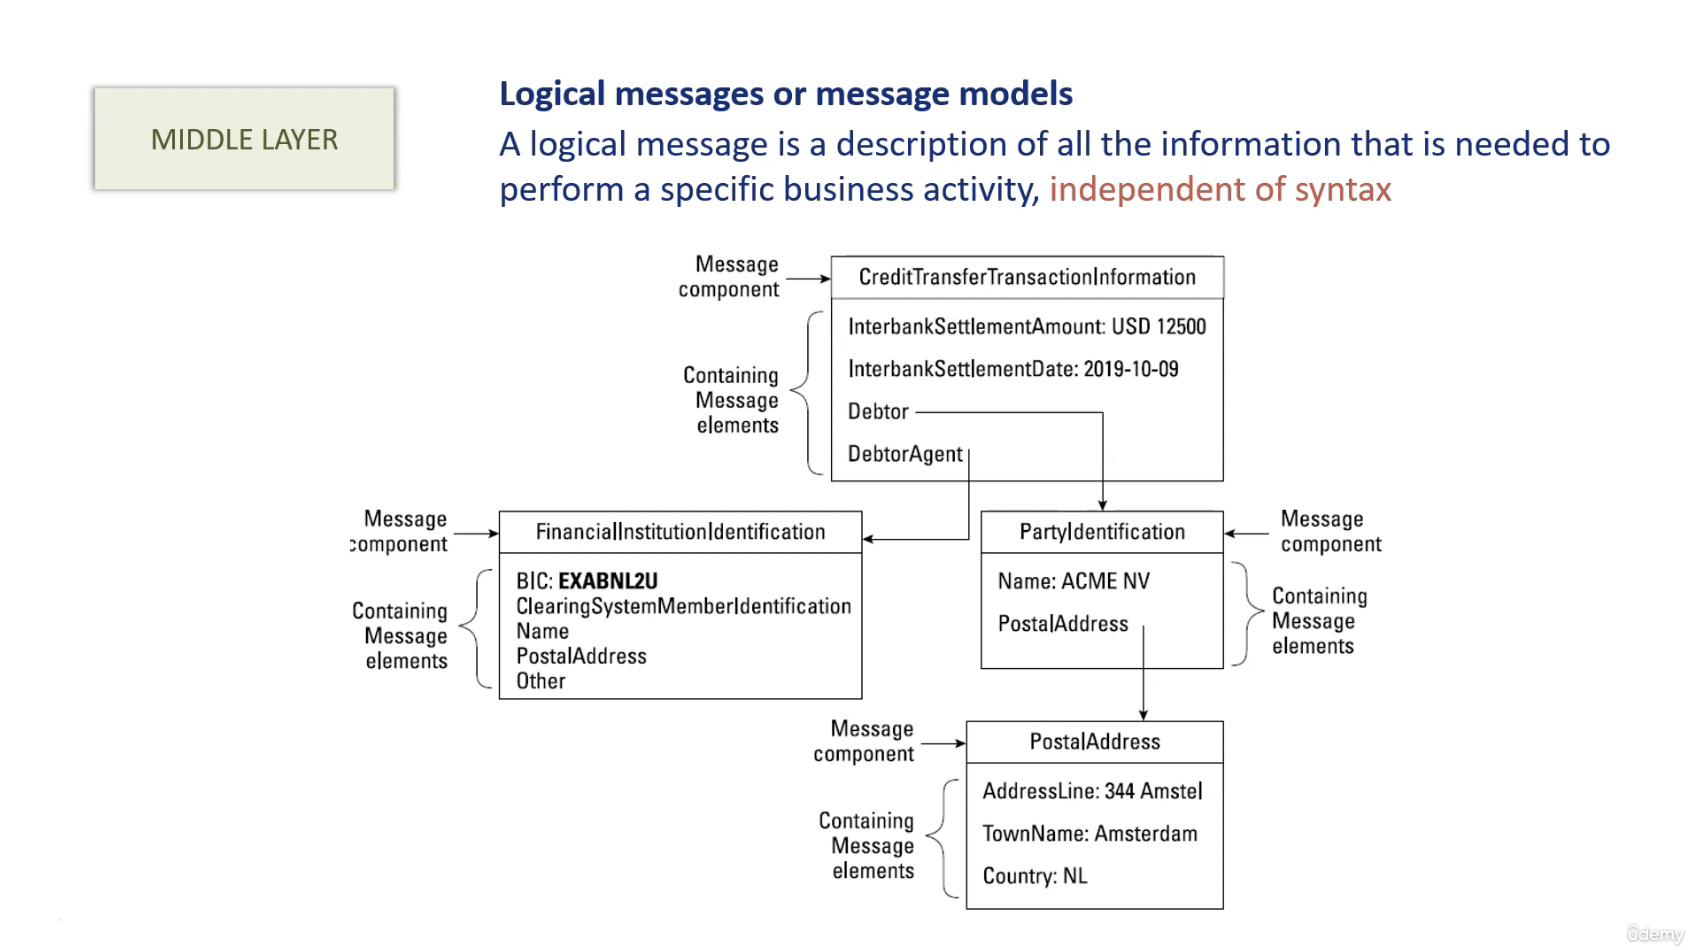 MIDDLE LAYER
Logical messages or message models
A logical message is a description of all the information that is needed to
perform a specific business activity, independent of syntax
Message
component
CreditTransferTransactionInformation
Containing
Message
elements
InterbankSettlementAmount: USD 12500
InterbankSettlementDate: 2019-10-09
Debtor
DebtorAgent
Message
component
FinancialInstitutionIdentification
Containing
Message
elements
BIC: EXABNL2U
ClearingSystemMemberIdentification
Name
PostalAddress
Other
PartyIdentification
Message
component
Name: ACME NV
PostalAddress
Containing
Message
elements
Message
component
PostalAddress
Containing
Message
elements
AddressLine: 344 Amstel
TownName: Amsterdam
Country: NL
Udemy